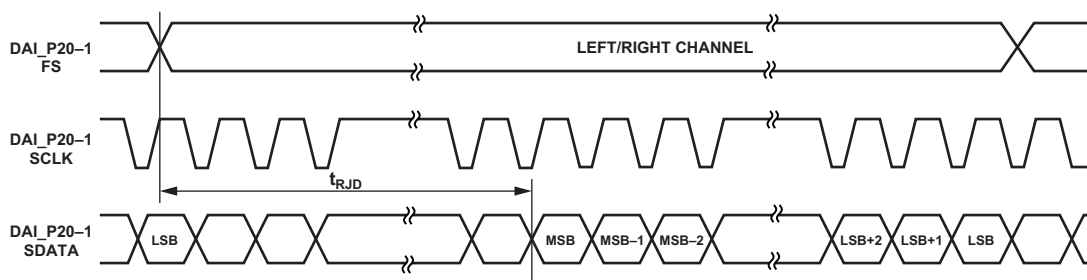 DAI_P20–1
FS
LEFT/RIGHT CHANNEL
DAI_P20–1
SCLK
tRJD
DAI_P20–1
SDATA
LSB
MSB
MSB–1
MSB–2
LSB+2
LSB+1
LSB